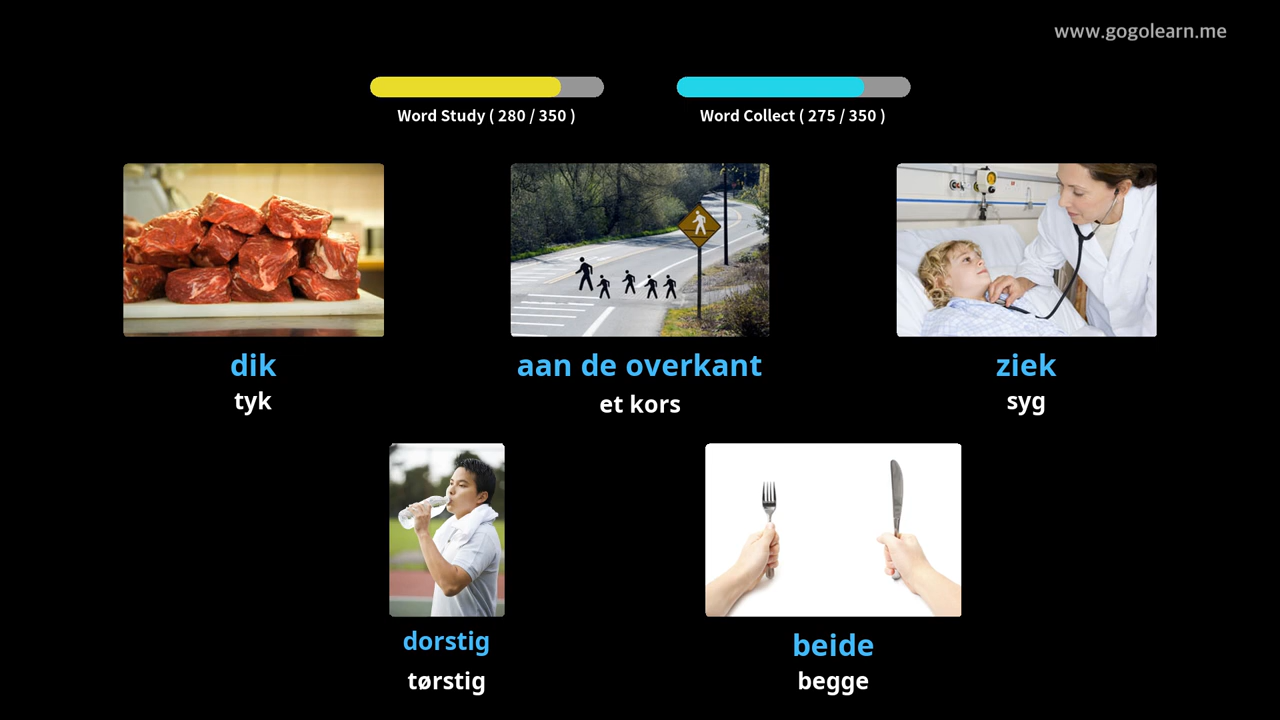 www.gogolearn.me
Word Study ( 280 / 350 )
Word Collect ( 275 / 350 )
dik
tyk
aan de overkant
et kors
ziek
syg
dorstig
tørstig
beide
begge